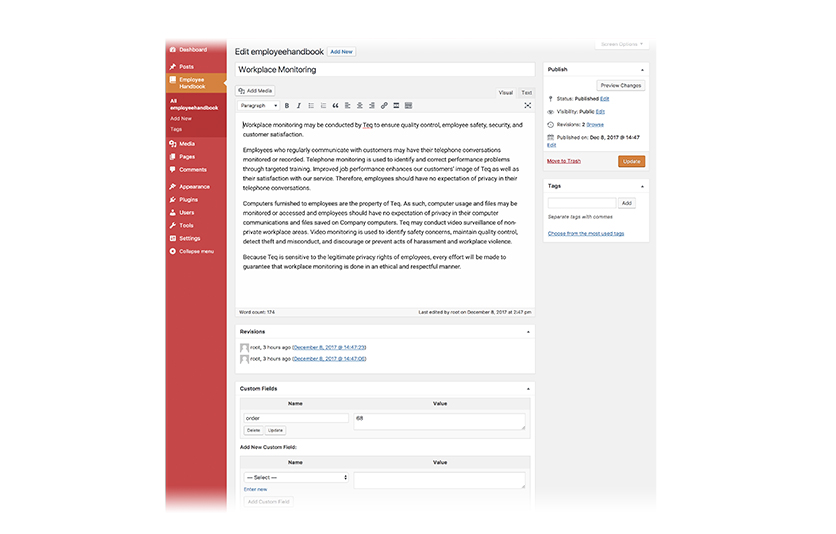 Dashboard
Posts
Employee
Handbook
All
employeehandbook
Add New
Tags
Media
Pages
Comments
Appearance
Plugins
Users
Tools
Settings
Collapse menu
Screen Options
Edit employeehandbook Add New
Workplace Monitoring
Add Media
Visual Text
Paragraph B I
Workplace monitoring may be conducted by Teq to ensure quality control, employee safety, security, and
customer satisfaction.
Employees who regularly communicate with customers may have their telephone conversations
monitored or recorded. Telephone monitoring is used to identify and correct performance problems
through targeted training. Improved job performance enhances our customers' image of Teq as well as
their satisfaction with our service. Therefore, employees should have no expectation of privacy in their
telephone conversations.
Computers furnished to employees are the property of Teq. As such, computer usage and files may be
monitored or accessed and employees should have no expectation of privacy in their computer
communications and files saved on Company computers. Teq may conduct video surveillance of non-
private workplace areas. Video monitoring is used to identify safety concerns, maintain quality control,
detect theft and misconduct, and discourage or prevent acts of harassment and workplace violence.
Because Teq is sensitive to the legitimate privacy rights of employees, every effort will be made to
guarantee that workplace monitoring is done in an ethical and respectful manner.
Word count: 174 Last edited by root on December 8, 2017 at 2:47 pm
Revisions
root, 3 hours ago (December 8, 2017 @ 14:47:23)
root, 3 hours ago (December 8, 2017 @ 14:47:06)
Custom Fields
Name Value
order 68
Delete Update
Add New Custom Field:
Name Value
— Select —
Enter new
Add Custom Field
Publish
Preview Changes
Status: Published Edit
Visibility: Public Edit
Revisions: 2 Browse
Published on: Dec 8, 2017 @ 14:47
Edit
Move to Trash Update
Tags
Add
Separate tags with commas
Choose from the most used tags